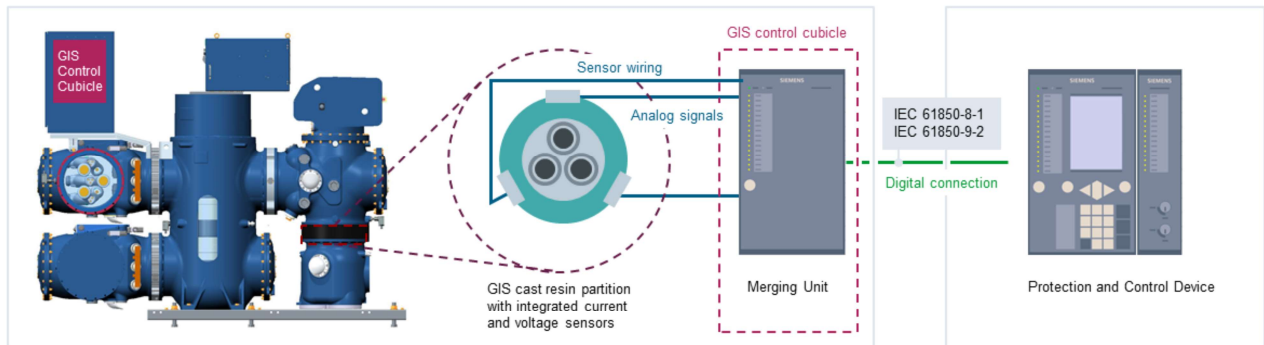 GIS
Control
Cubicle
GIS control cubicle
Sensor wiring
Analog signals
SIEMENS
IEC 61850-8-1
IEC 61850-9-2
Digital connection
SIEMENS
SIEMENS
GIS cast resin partition
with integrated current
and voltage sensors
Merging Unit
Protection and Control Device